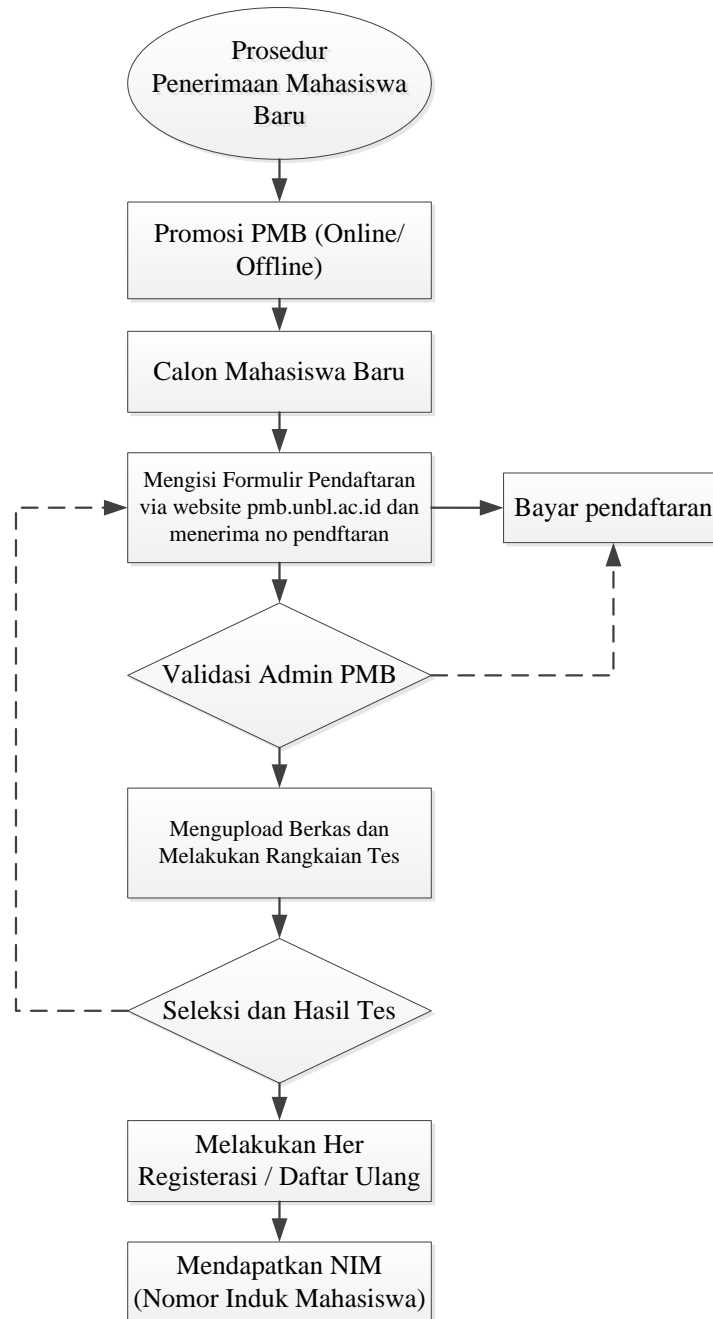 Prosedur
Penerimaan Mahasiswa
Baru
Promosi PMB (Online/
Offline)
Calon Mahasiswa Baru
Mengisi Formulir Pendaftaran
via website pmb.unbl.ac.id dan
menerima no pendftaran
Bayar pendaftaran
Validasi Admin PMB
Mengupload Berkas dan
Melakukan Rangkaian Tes
Seleksi dan Hasil Tes
Melakukan Her
Registerasi / Daftar Ulang
Mendapatkan NIM
(Nomor Induk Mahasiswa)